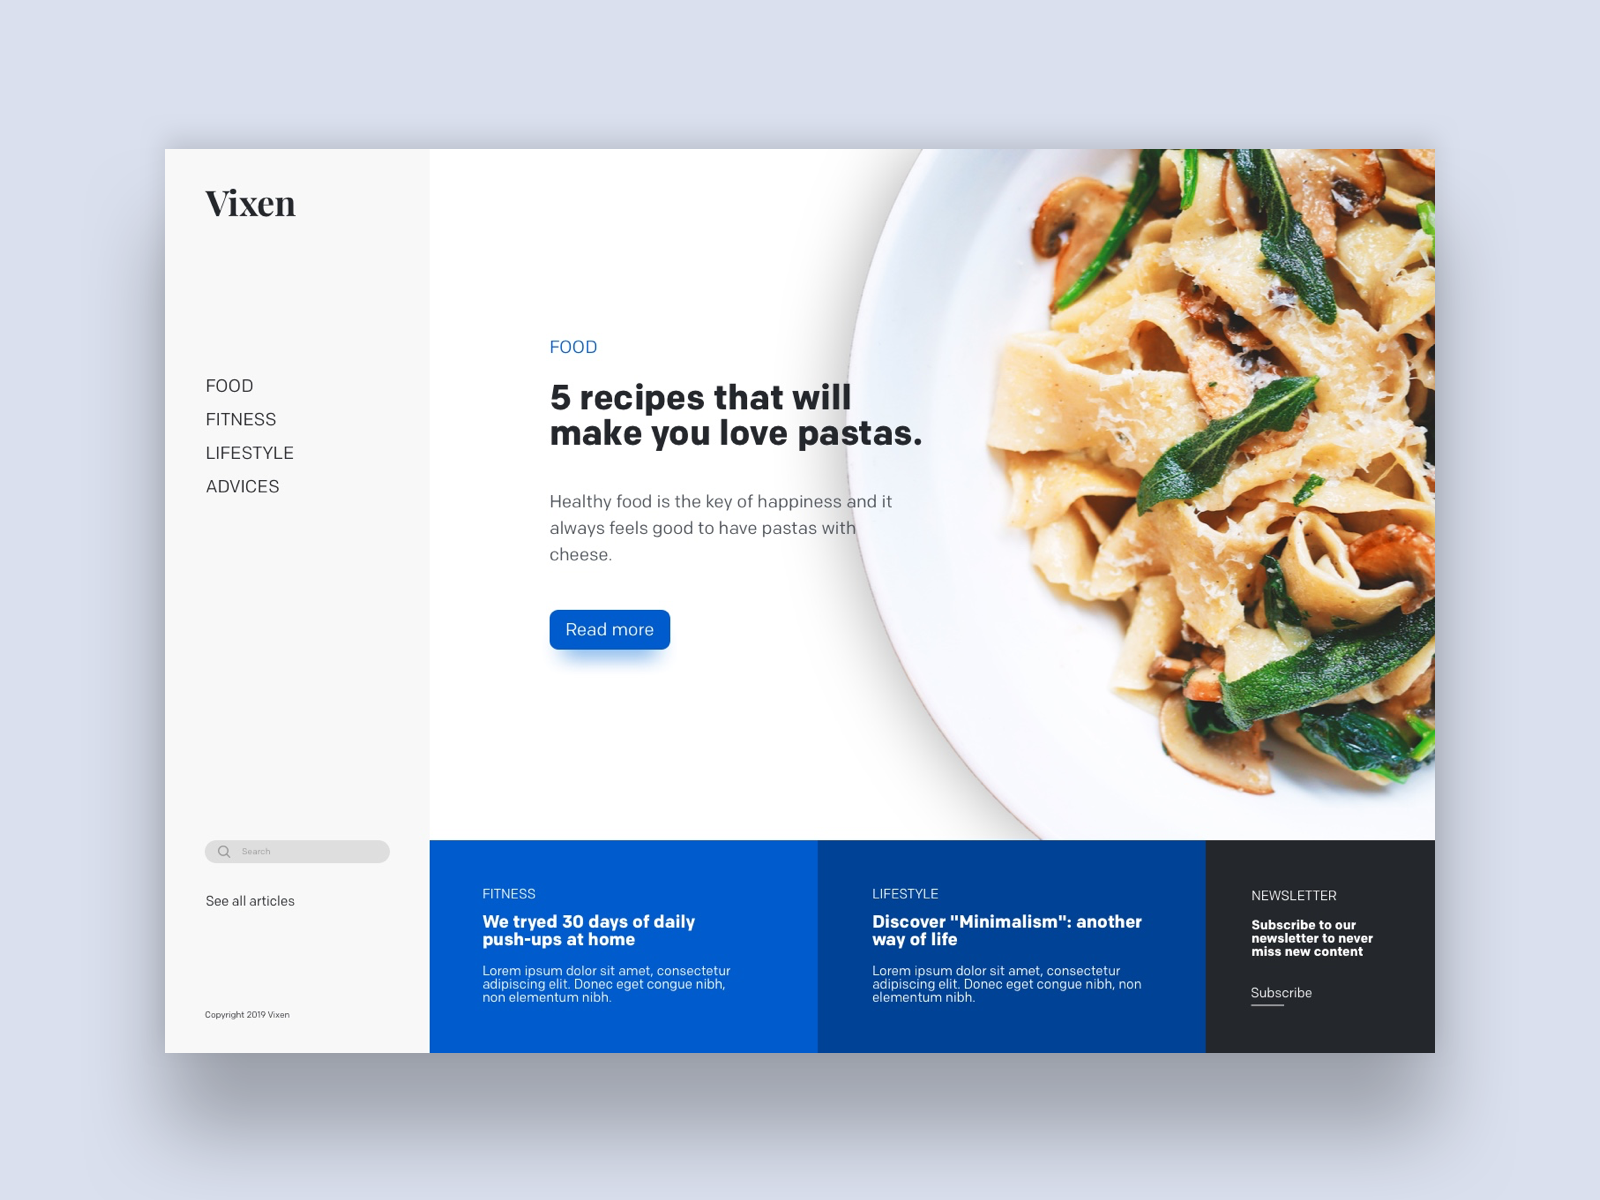 Vixen
FOOD
FITNESS
LIFESTYLE
ADVICES
Search
See all articles
Copyright 2019 Vixen
FOOD
5 recipes that will
make you love pastas.
Healthy food is the key of happiness and it
always feels good to have pastas with
cheese.
Read more
FITNESS
We tryed 30 days of daily
push-ups at home
Lorem ipsum dolor sit amet, consectetur
adipiscing elit. Donec eget congue nibh,
non elementum nibh.
LIFESTYLE
Discover "Minimalism": another
way of life
Lorem ipsum dolor sit amet, consectetur
adipiscing elit. Donec eget congue nibh, non
elementum nibh.
NEWSLETTER
Subscribe to our
newsletter to never
miss new content
Subscribe